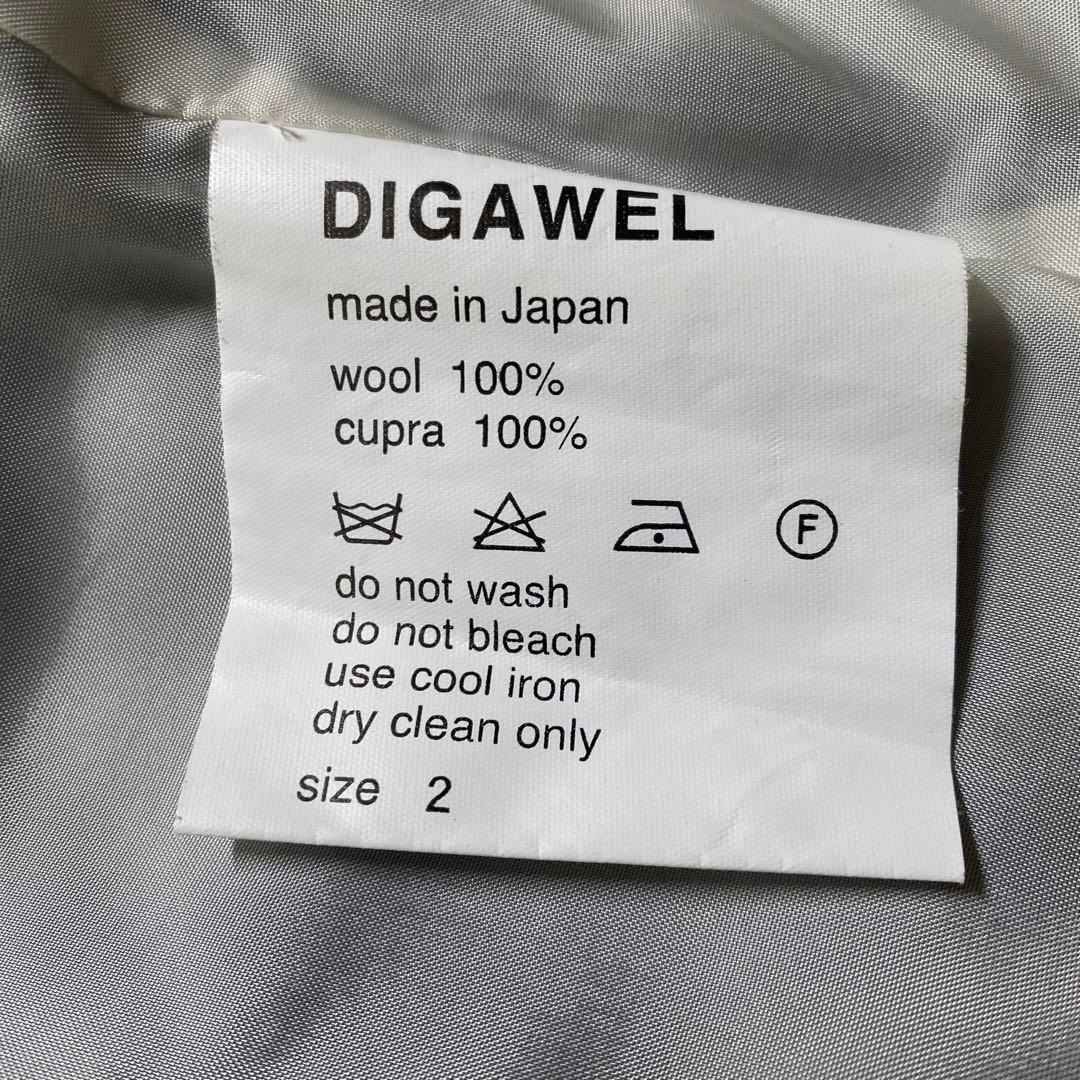 DIGAWEL
made in Japan
wool 100%
cupra 100%
F
do not wash
do not bleach
use cool iron
dry clean only
size 2